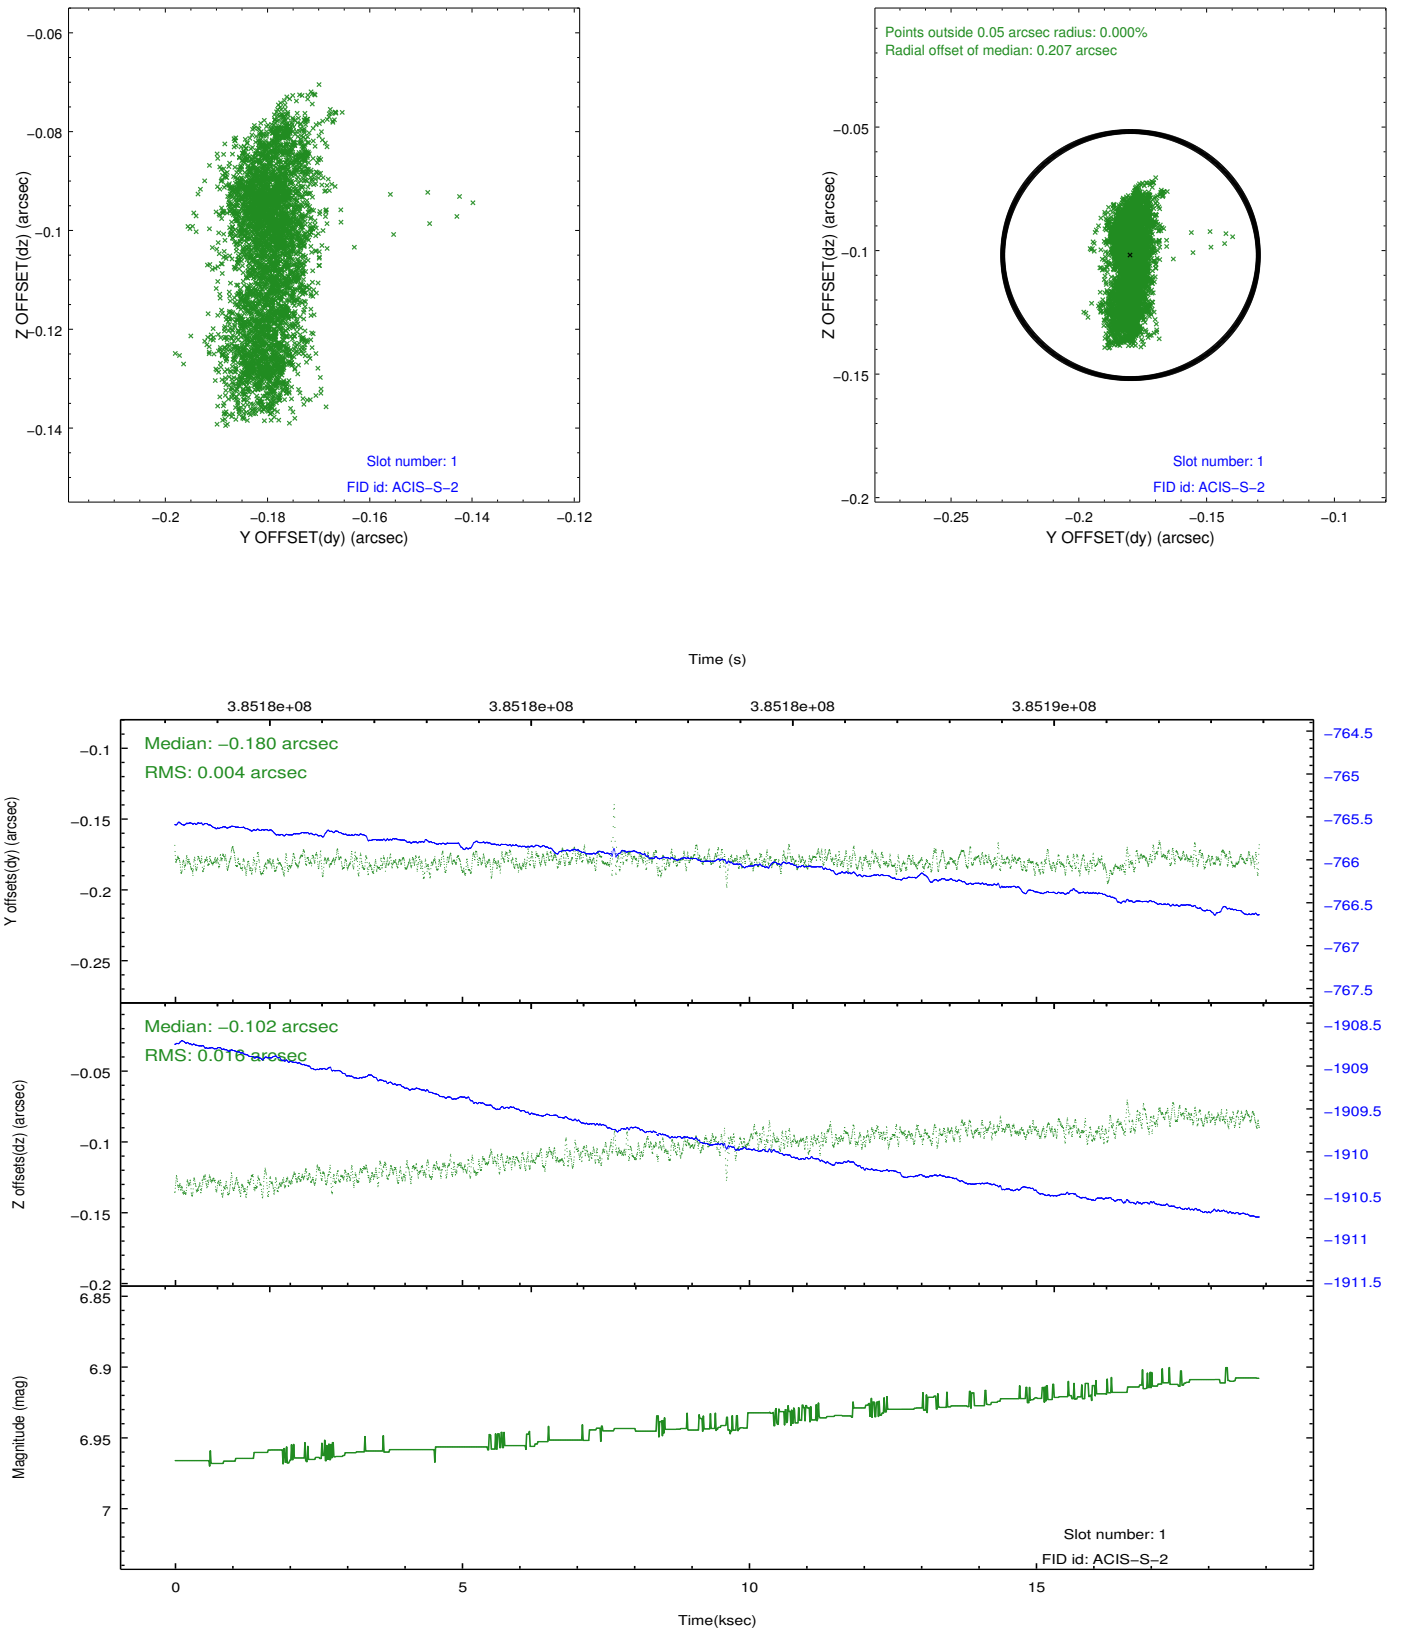 −0.06
−0.08
−0.1
−0.12
−0.14
Z OFFSET(dz) (arcsec)
−0.2
−0.18
−0.16
−0.14
−0.12
Y OFFSET(dy) (arcsec)
Slot number: 1
FID id: ACIS−S−2
Points outside 0.05 arcsec radius: 0.000%
Radial offset of median: 0.207 arcsec
−0.05
−0.1
−0.15
−0.2
Z OFFSET(dz) (arcsec)
−0.25
−0.2
−0.15
−0.1
Y OFFSET(dy) (arcsec)
Slot number: 1
FID id: ACIS−S−2
Time (s)
3.8518e+08
3.8518e+08
3.8518e+08
3.8519e+08
Median: −0.180 arcsec
RMS: 0.004 arcsec
−0.1
−0.15
−0.2
−0.25
Y offsets(dy) (arcsec)
−764.5
−765
−765.5
−766
−766.5
−767
−767.5
Median: −0.102 arcsec
RMS: 0.016 arcsec
−0.05
−0.1
−0.15
−0.2
Z offsets(dz) (arcsec)
−1908.5
−1909
−1909.5
−1910
−1910.5
−1911
−1911.5
6.85
6.9
6.95
7
Magnitude (mag)
Slot number: 1
FID id: ACIS−S−2
0
5
10
15
Time(ksec)